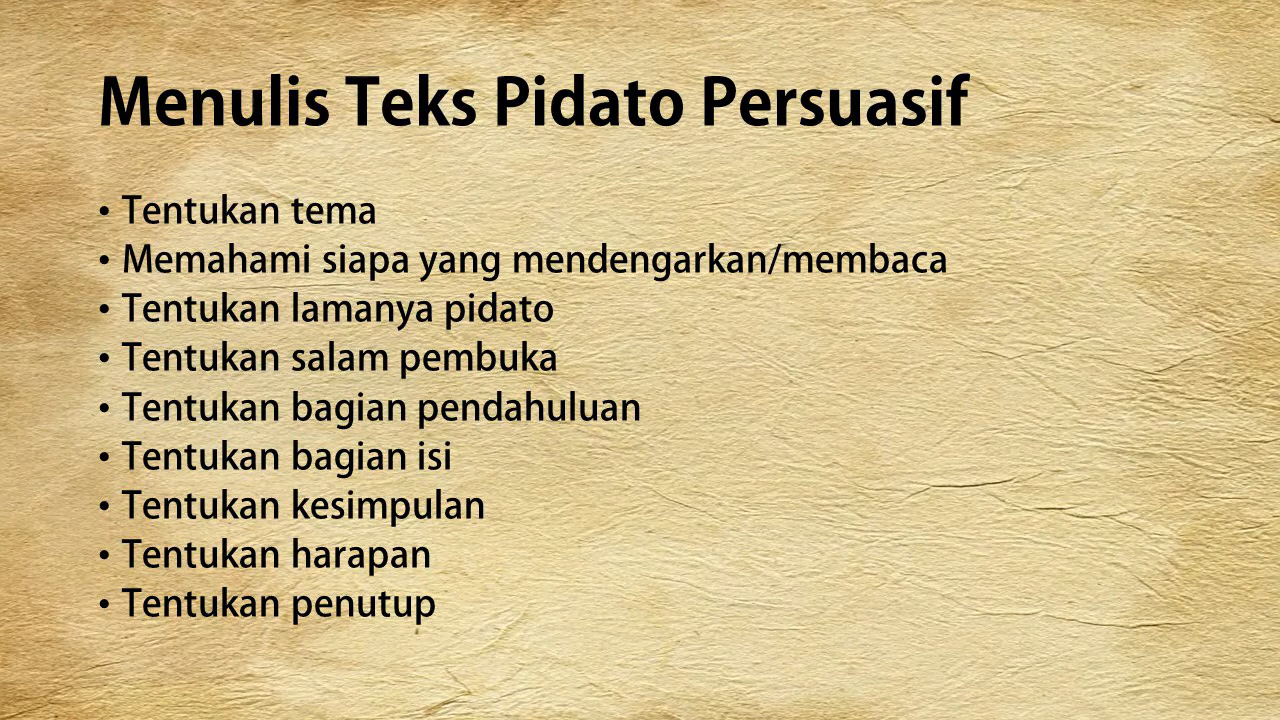 Menulis Teks Pidato Persuasif
• Tentukan tema
• Memahami siapa yang mendengarkan/membaca
• Tentukan lamanya pidato
• Tentukan salam pembuka
• Tentukan bagian pendahuluan
• Tentukan bagian isi
• Tentukan kesimpulan
• Tentukan harapan
• Tentukan penutup